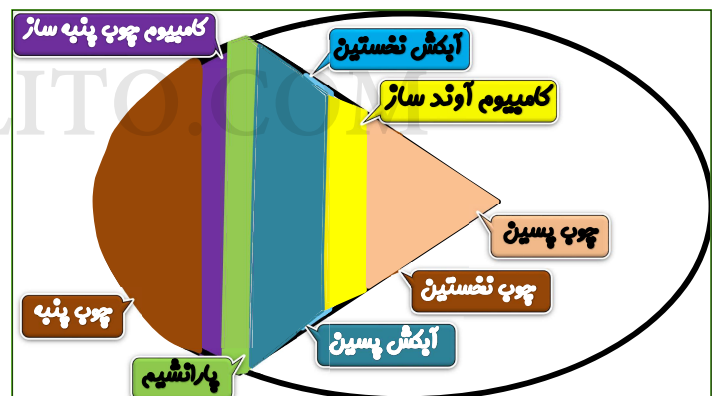 کامبیوم چوب پنبه ساز
آبکش نخستین
کامبیوم آوند ساز
LITO.COM
چوب پسین
چوب نخستین
چوب پنبه
آبکش پسین
پارانشیم